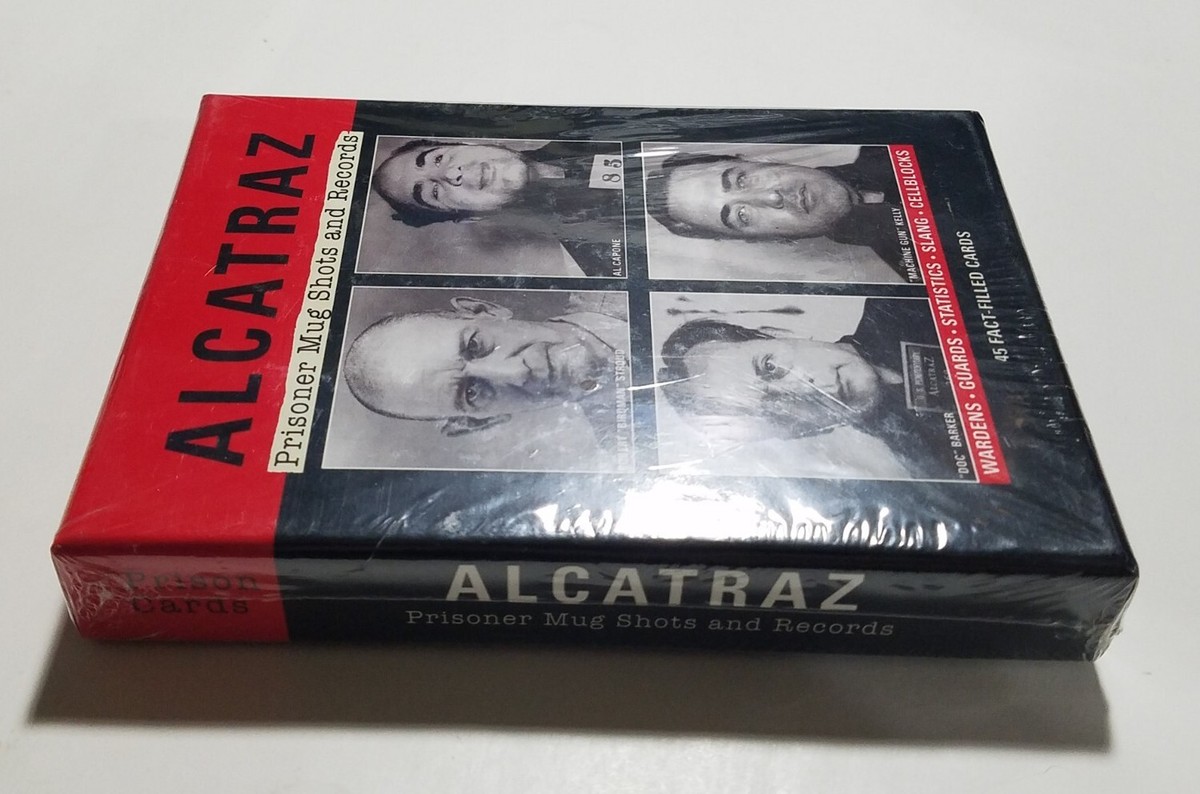 ALCATRAZ
Prisoner Mug Shots and Records
85
AL CAPONE
"MACHINE GUN" KELLY
STROUD
ALCATRAZ
"DOC" BARKER
WARDENS • GUARDS • STATISTICS • SLANG • CELLBLOCKS
45 FACT-FILLED CARDS
Prison
Cards
ALCATRAZ
Prisoner Mug Shots and Records